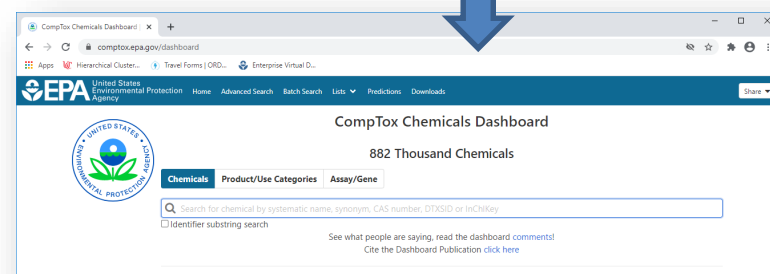 CompTox Chemicals Dashboard
comptox.epa.gov/dashboard
Apps Hierarchical Cluster... Travel Forms | ORD... Enterprise Virtual D...
EPA United States
Environmental Protection
Agency
Home Advanced Search Batch Search Lists Predictions Downloads
Share
UNITED STATES
ENVIRONMENTAL PROTECTION AGENCY
CompTox Chemicals Dashboard
882 Thousand Chemicals
Chemicals Product/Use Categories Assay/Gene
Search for chemical by systematic name, synonym, CAS number, DTXSID or InChIKey
Identifier substring search
See what people are saying, read the dashboard comments!
Cite the Dashboard Publication click here